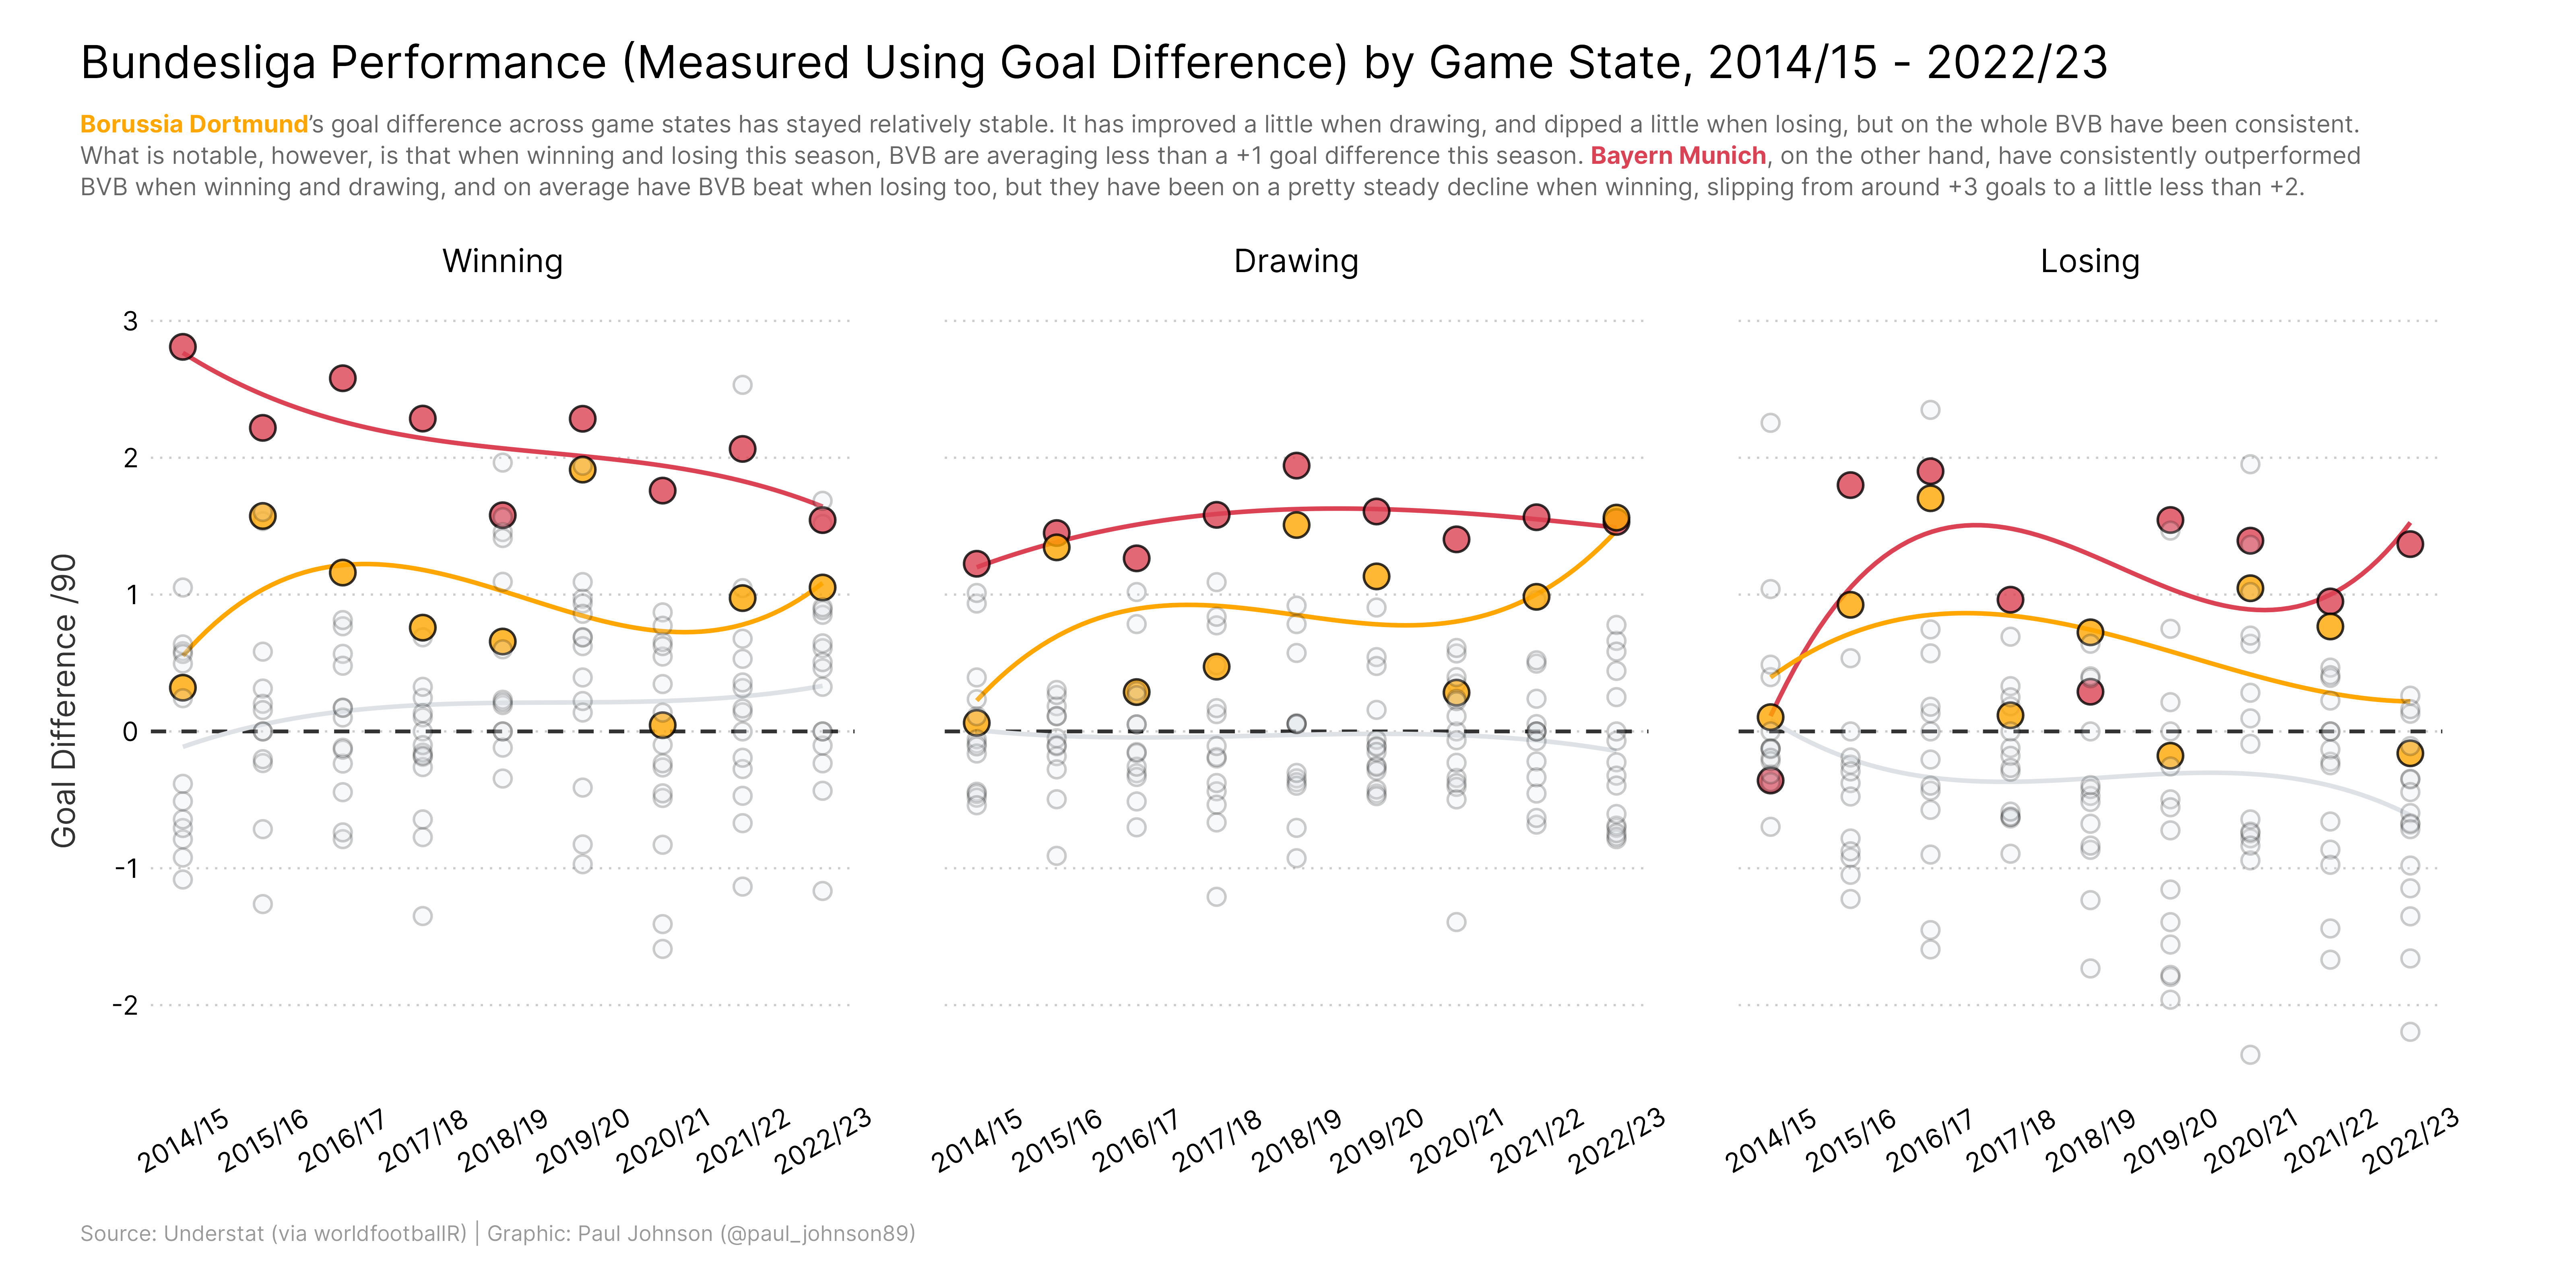 Bundesliga Performance (Measured Using Goal Difference) by Game State, 2014/15 - 2022/23
Borussia Dortmund's goal difference across game states has stayed relatively stable. It has improved a little when drawing, and dipped a little when losing, but on the whole BVB have been consistent.
What is notable, however, is that when winning and losing this season, BVB are averaging less than a +1 goal difference this season. Bayern Munich, on the other hand, have consistently outperformed
BVB when winning and drawing, and on average have BVB beat when losing too, but they have been on a pretty steady decline when winning, slipping from around +3 goals to a little less than +2.
Winning
Drawing
Losing
Goal Difference /90
3
2
1
0
-1
-2
2014/15 2015/16 2016/17 2017/18 2018/19 2019/20 2020/21 2021/22 2022/23
2014/15 2015/16 2016/17 2017/18 2018/19 2019/20 2020/21 2021/22 2022/23
2014/15 2015/16 2016/17 2017/18 2018/19 2019/20 2020/21 2021/22 2022/23
Source: Understat (via worldfootballR) | Graphic: Paul Johnson (@paul_johnson89)